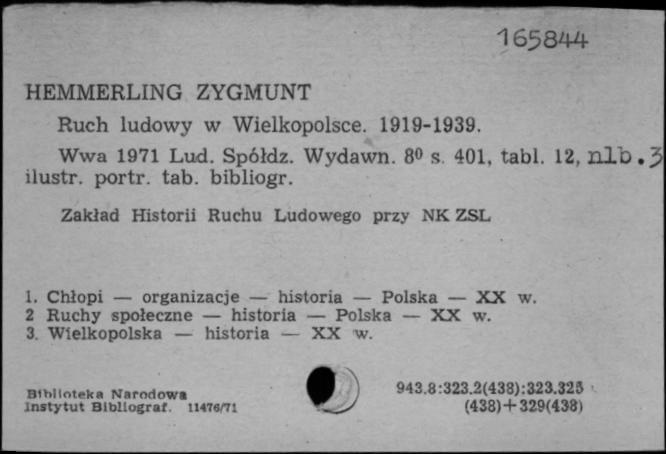 165844
HEMMERLING ZYGMUNT
Ruch ludowy w Wielkopolsce. 1919-1939.
Wwa 1971 Lud. Spółdz. Wydawn. 8⁰ s. 401, tabl. 12, nlb. 3
ilustr. portr. tab. bibliogr.
Zakład Historii Ruchu Ludowego przy NK ZSL
1. Chłopi — organizacje — historia — Polska — XX w.
2 Ruchy społeczne — historia — Polska — XX w.
3. Wielkopolska — historia — XX w.
Biblioteka Narodowa 943.8:323.2(438):323.325
Instytut Bibliograf. 11476/71 (438)+329(438)